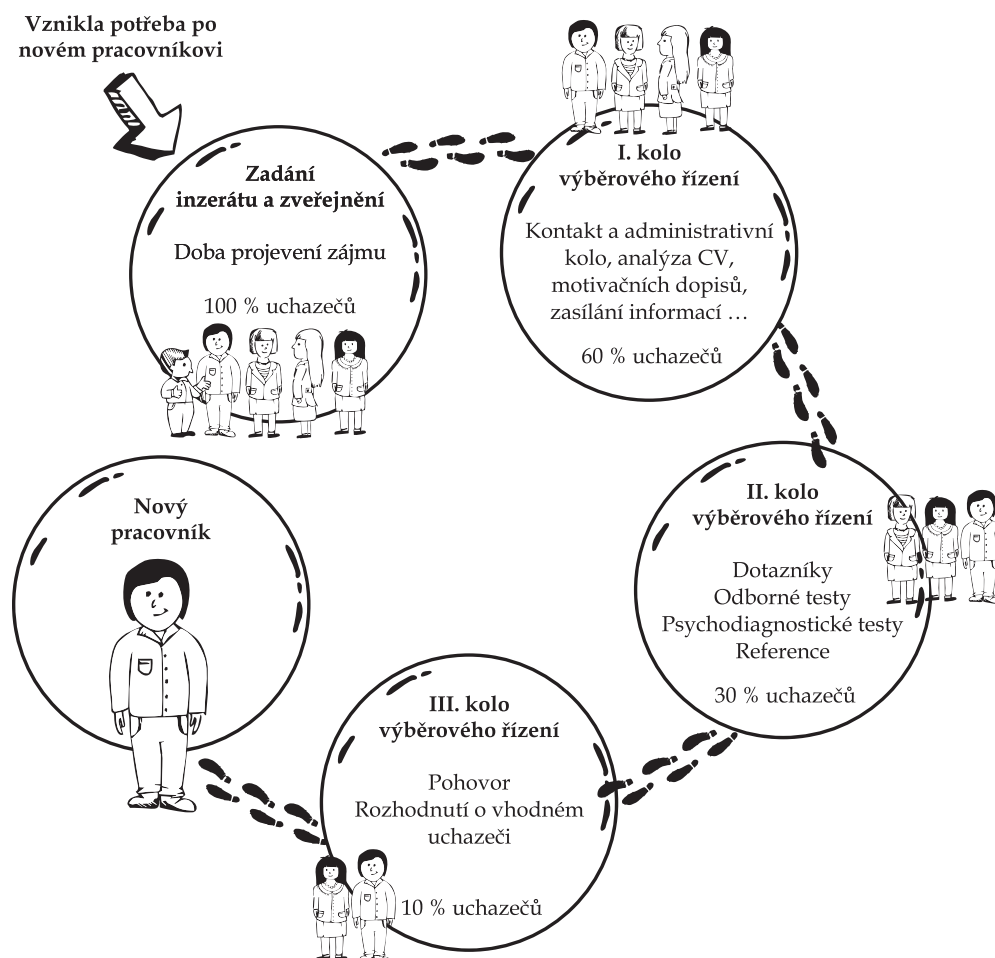 Vznikla potřeba po
novém pracovníkovi
Zadání
inzerátu a zveřejnění
Doba projevení zájmu
100 % uchazečů
I. kolo
výběrového řízení
Kontakt a administrativní
kolo, analýza CV,
motivačních dopisů,
zasílání informací …
60 % uchazečů
II. kolo
výběrového řízení
Dotazníky
Odborné testy
Psychodiagnostické testy
Reference
30 % uchazečů
III. kolo
výběrového řízení
Pohovor
Rozhodnutí o vhodném
uchazeči
10 % uchazečů
Nový
pracovník